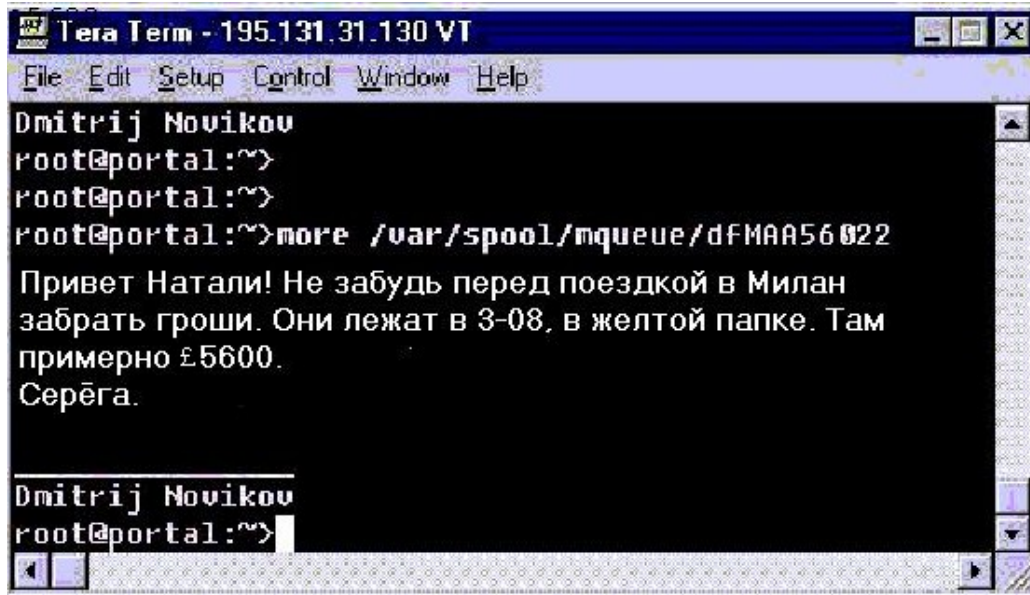 Tera Term - 195.131.31.130 VT
File Edit Setup Control Window Help
Dmitrij Novikov
root@portal:~>
root@portal:~>
root@portal:~>more /var/spool/mqueue/dfMAA56022
Привет Натали! Не забудь перед поездкой в Милан
забрать гроши. Они лежат в 3-08, в желтой папке. Там
примерно £5600.
Серёга.
Dmitrij Novikov
root@portal:~>